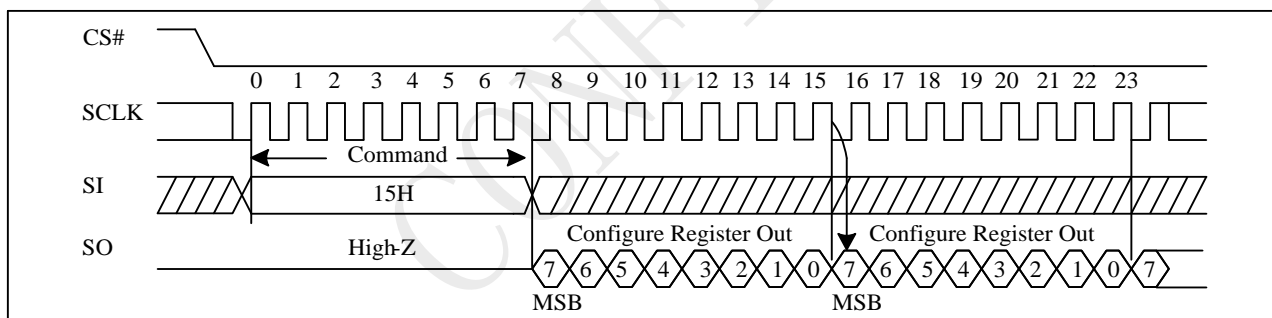 CS#
0 1 2 3 4 5 6 7 8 9 10 11 12 13 14 15 16 17 18 19 20 21 22 23
SCLK
Command
SI
15H
SO
High-Z
Configure Register Out
Configure Register Out
7 6 5 4 3 2 1 0 7 6 5 4 3 2 1 0 7
MSB
MSB